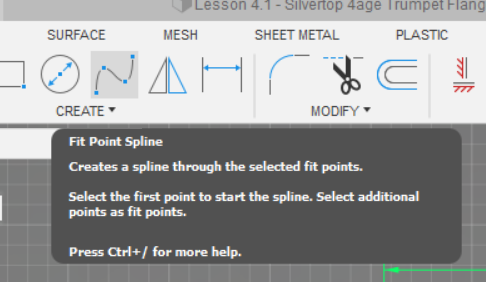 Lesson 4.1 - Silvertop 4age Trumpet Flang
SURFACE MESH SHEET METAL PLASTIC
CREATE ▼ MODIFY ▼
Fit Point Spline
Creates a spline through the selected fit points.
Select the first point to start the spline. Select additional
points as fit points.
Press Ctrl+/ for more help.